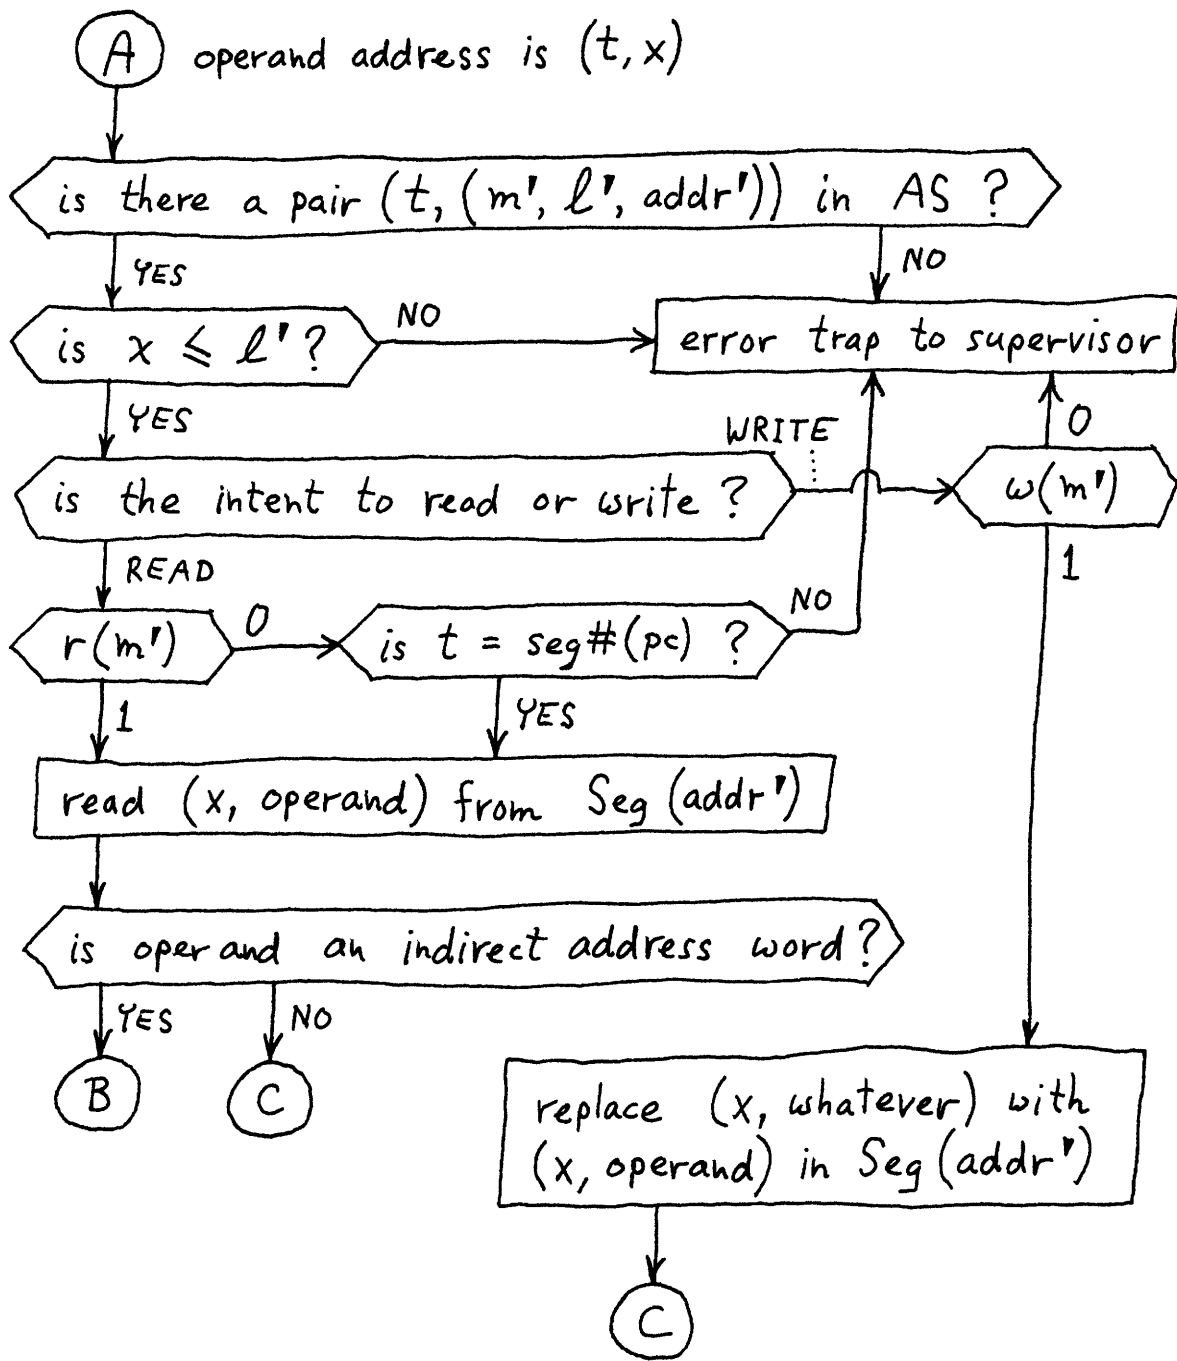 A operand address is (t, x)
is there a pair (t, (m', l', addr')) in AS ?
YES
NO
is x ≤ l' ?
NO
error trap to supervisor
YES
WRITE
0
is the intent to read or write ?
w(m')
READ
1
r(m')
0
is t = seg#(pc) ?
NO
1
YES
read (x, operand) from Seg (addr')
is operand an indirect address word ?
YES
NO
B
C
replace (x, whatever) with
(x, operand) in Seg (addr')
C